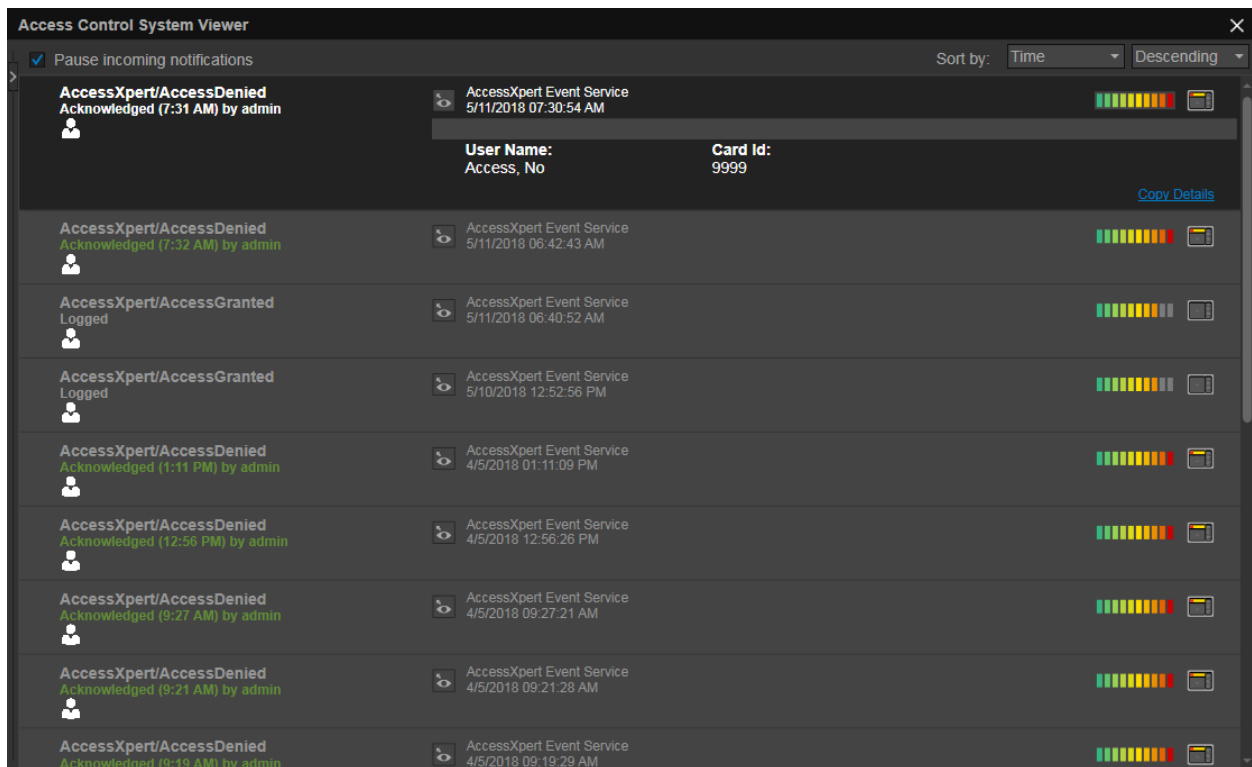 Access Control System Viewer
Pause incoming notifications
Sort by: Time Descending
AccessXpert/AccessDenied
Acknowledged (7:31 AM) by admin
AccessXpert Event Service
5/11/2018 07:30:54 AM
User Name: Card Id:
Access, No 9999
Copy Details
AccessXpert/AccessDenied
Acknowledged (7:32 AM) by admin
AccessXpert Event Service
5/11/2018 06:42:43 AM
AccessXpert/AccessGranted
Logged
AccessXpert Event Service
5/11/2018 06:40:52 AM
AccessXpert/AccessGranted
Logged
AccessXpert Event Service
5/10/2018 12:52:56 PM
AccessXpert/AccessDenied
Acknowledged (1:11 PM) by admin
AccessXpert Event Service
4/5/2018 01:11:09 PM
AccessXpert/AccessDenied
Acknowledged (12:56 PM) by admin
AccessXpert Event Service
4/5/2018 12:56:26 PM
AccessXpert/AccessDenied
Acknowledged (9:27 AM) by admin
AccessXpert Event Service
4/5/2018 09:27:21 AM
AccessXpert/AccessDenied
Acknowledged (9:21 AM) by admin
AccessXpert Event Service
4/5/2018 09:21:28 AM
AccessXpert/AccessDenied
Acknowledged (9:19 AM) by admin
AccessXpert Event Service
4/5/2018 09:19:29 AM